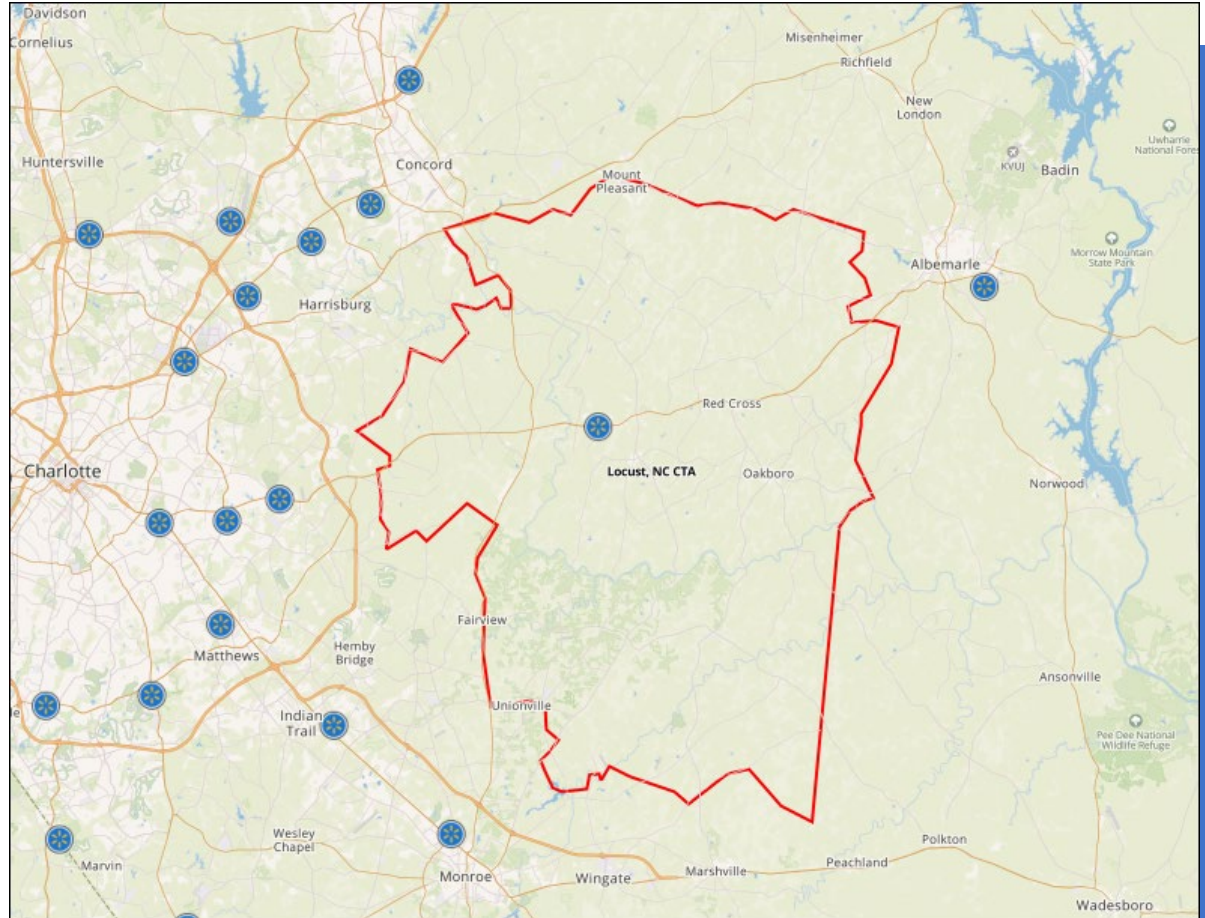 Davidson
Cornelius
Misenheimer
Richfield
New
London
Uwharrie
National Fores
KVUJ
Badin
Huntersville
Concord
Mount
Pleasant
Morrow Mountain
State Park
Albemarle
Harrisburg
Red Cross
Charlotte
Locust, NC CTA
Oakboro
Norwood
Fairview
Hemby
Bridge
Matthews
Ansonville
le
Unionville
Indian
Trail
Pee Dee National
Wildlife Refuge
Wesley
Chapel
Polkton
Marvin
Peachland
Marshville
Monroe
Wingate
Wadesboro